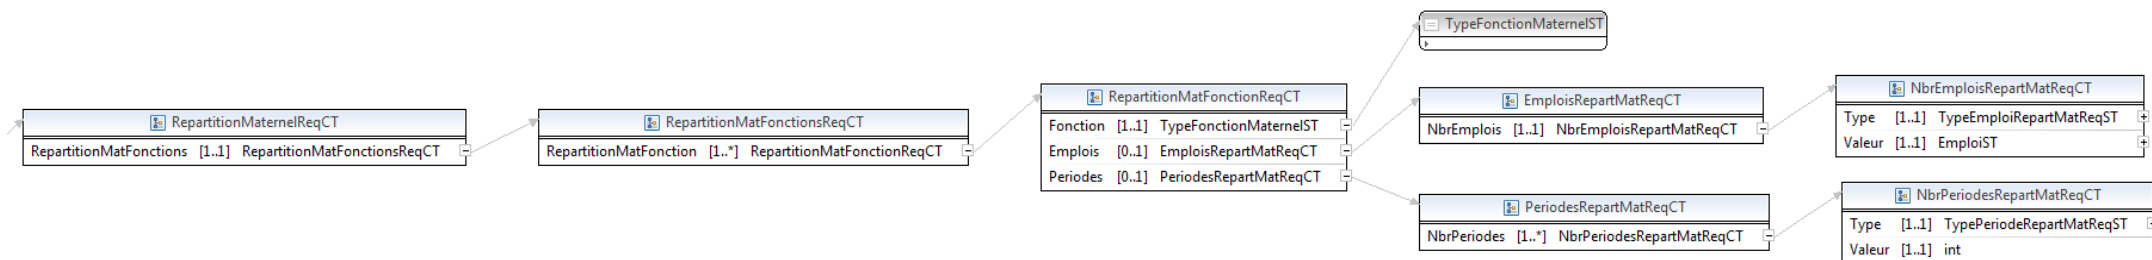 TypeFonctionMaternelST
RepartitionMaternelReqCT
RepartitionMatFonctions [1..1] RepartitionMatFonctionsReqCT
RepartitionMatFonctionsReqCT
RepartitionMatFonction [1..*] RepartitionMatFonctionReqCT
RepartitionMatFonctionReqCT
Fonction [1..1] TypeFonctionMaternelST
Emplois [0..1] EmploisRepartMatReqCT
Periodes [0..1] PeriodesRepartMatReqCT
EmploisRepartMatReqCT
NbrEmplois [1..1] NbrEmploisRepartMatReqCT
NbrEmploisRepartMatReqCT
Type [1..1] TypeEmploiRepartMatReqST
Valeur [1..1] EmploiST
PeriodesRepartMatReqCT
NbrPeriodes [1..*] NbrPeriodesRepartMatReqCT
NbrPeriodesRepartMatReqCT
Type [1..1] TypePeriodeRepartMatReqST
Valeur [1..1] int